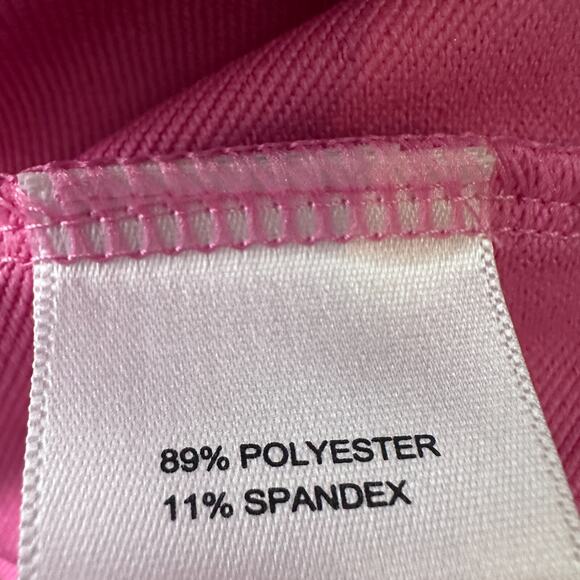 89% POLYESTER
11% SPANDEX